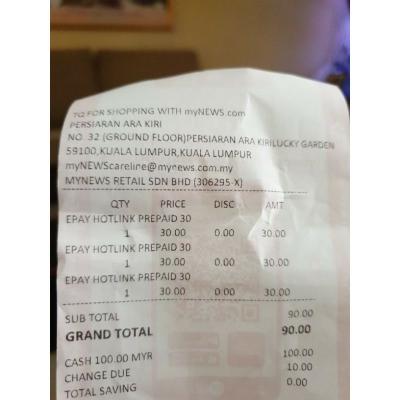 TQ FOR SHOPPING WITH myNEWS.com
PERSIARAN ARA KIRI
NO. 32 (GROUND FLOOR)PERSIARAN ARA KIRILUCKY GARDEN
59100,KUALA LUMPUR,KUALA LUMPUR
myNEWScareline@mynews.com.my
MYNEWS RETAIL SDN BHD (306295-X)
QTY PRICE DISC AMT
EPAY HOTLINK PREPAID 30
1 30.00 0.00 30.00
EPAY HOTLINK PREPAID 30
1 30.00 0.00 30.00
EPAY HOTLINK PREPAID 30
1 30.00 0.00 30.00
SUB TOTAL 90.00
GRAND TOTAL 90.00
CASH 100.00 MYR 100.00
CHANGE DUE 10.00
TOTAL SAVING 0.00